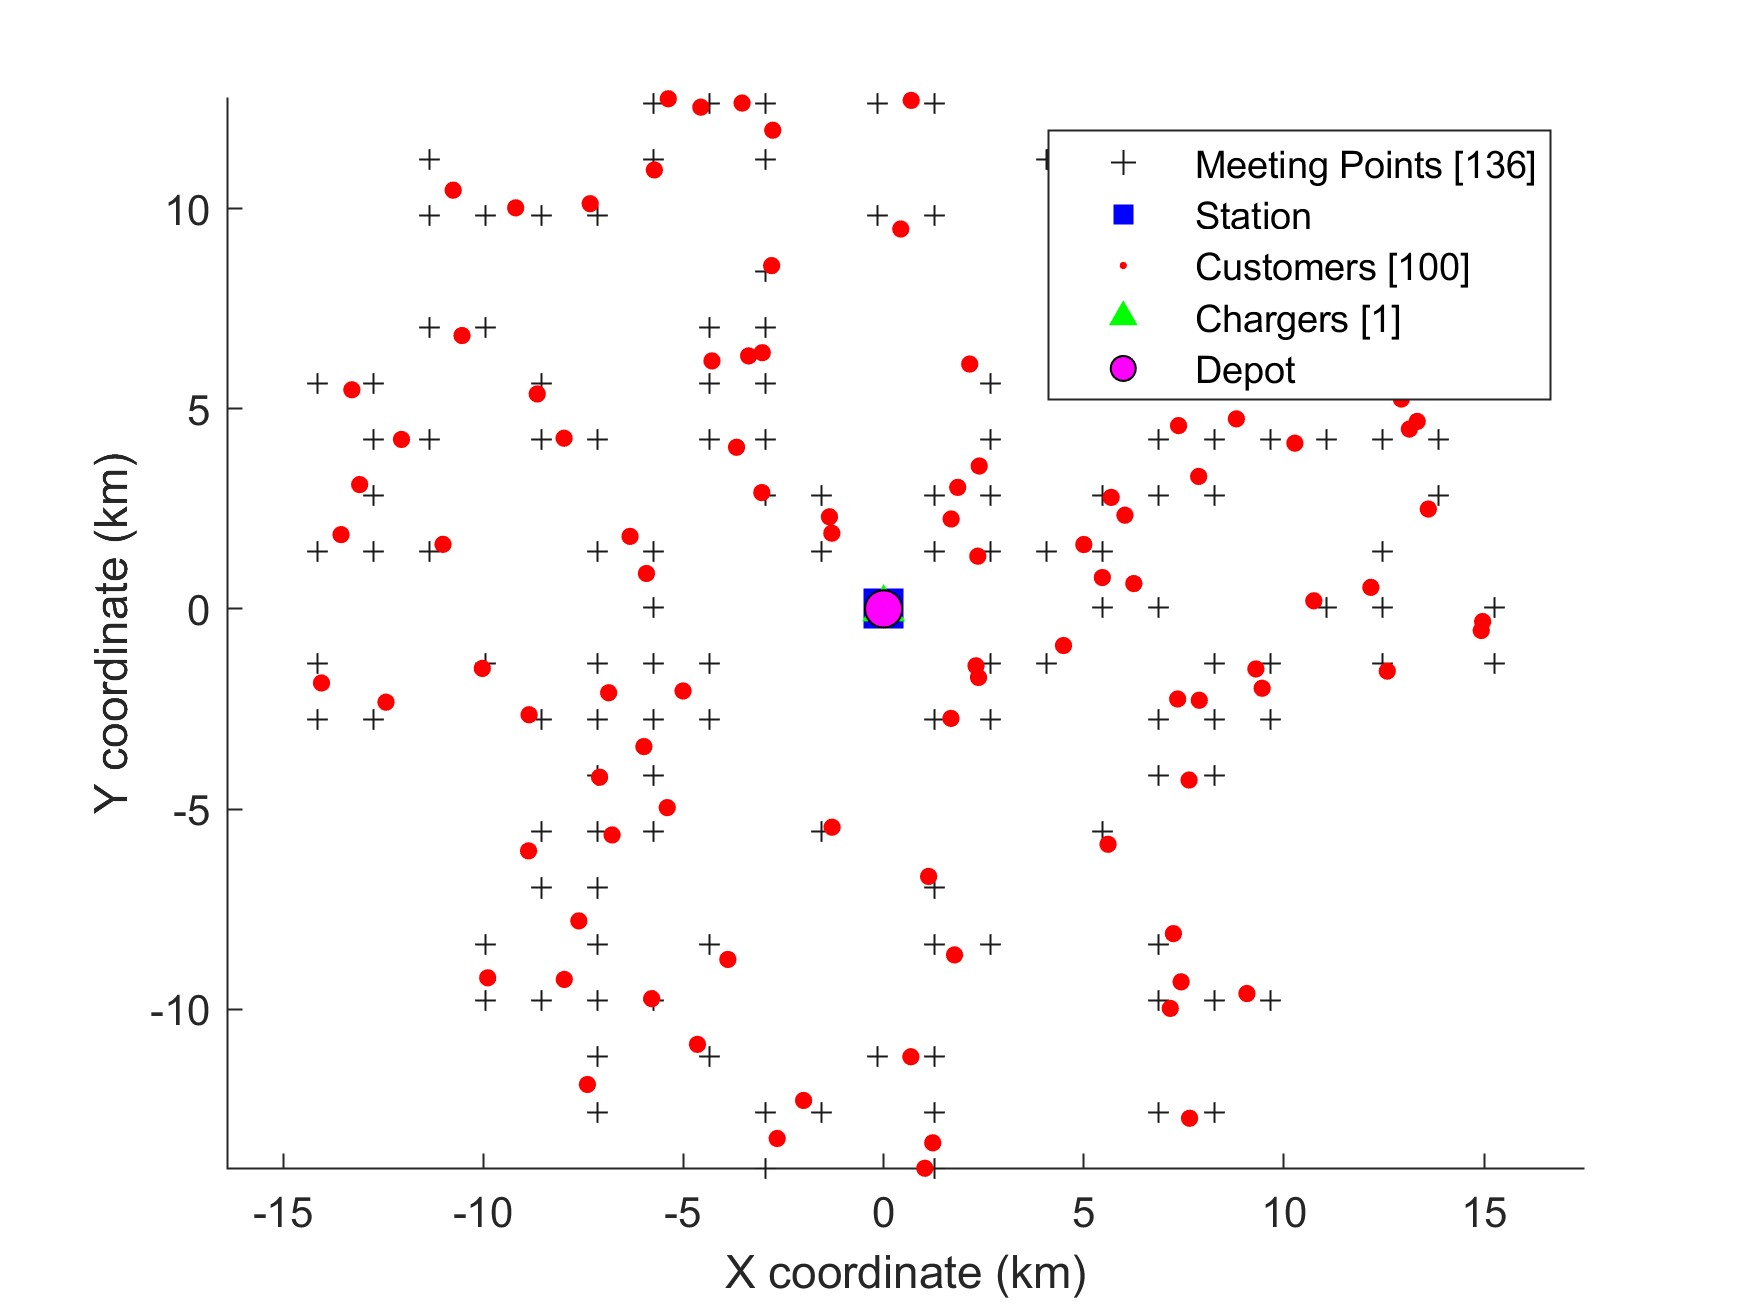 Meeting Points [136]
Station
Customers [100]
Chargers [1]
Depot
10
5
0
-5
-10
Y coordinate (km)
-15
-10
-5
0
5
10
15
X coordinate (km)